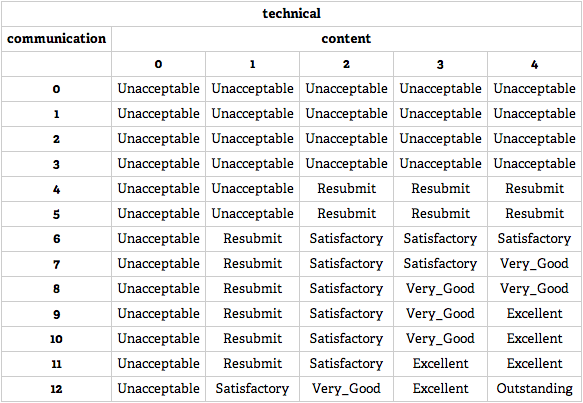 technical
communication content
0 1 2 3 4
0 Unacceptable Unacceptable Unacceptable Unacceptable Unacceptable
1 Unacceptable Unacceptable Unacceptable Unacceptable Unacceptable
2 Unacceptable Unacceptable Unacceptable Unacceptable Unacceptable
3 Unacceptable Unacceptable Unacceptable Unacceptable Unacceptable
4 Unacceptable Unacceptable Resubmit Resubmit Resubmit
5 Unacceptable Unacceptable Resubmit Resubmit Resubmit
6 Unacceptable Resubmit Satisfactory Satisfactory Satisfactory
7 Unacceptable Resubmit Satisfactory Satisfactory Very_Good
8 Unacceptable Resubmit Satisfactory Very_Good Very_Good
9 Unacceptable Resubmit Satisfactory Very_Good Excellent
10 Unacceptable Resubmit Satisfactory Very_Good Excellent
11 Unacceptable Resubmit Satisfactory Excellent Excellent
12 Unacceptable Satisfactory Very_Good Excellent Outstanding